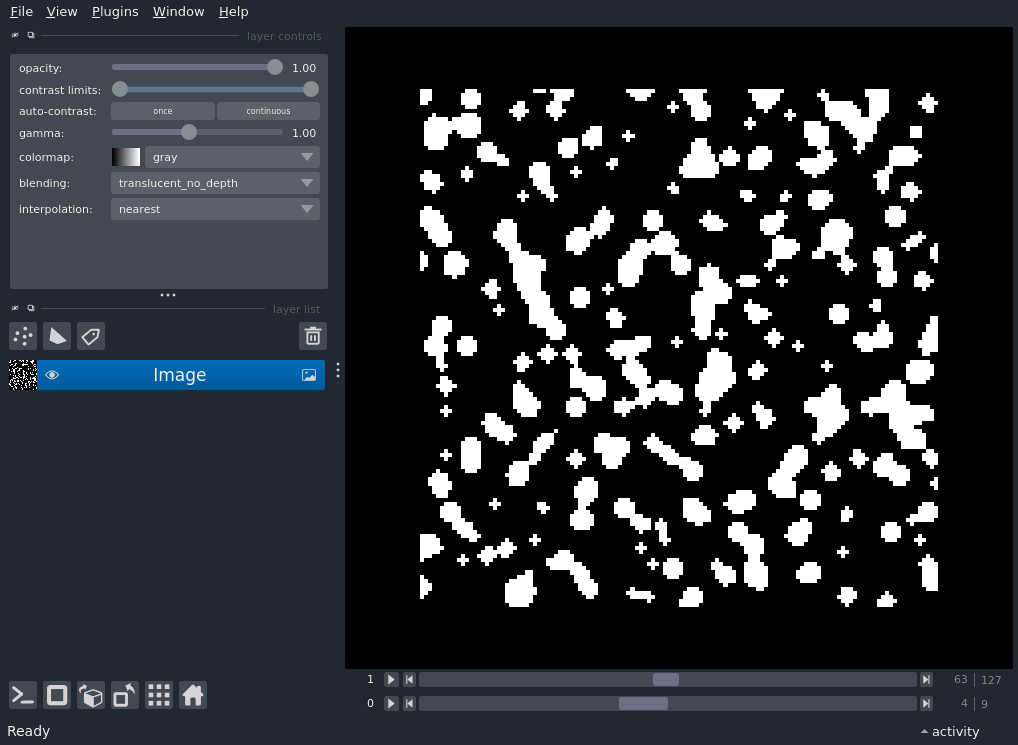 File View Plugins Window Help
layer controls
opacity: 1.00
contrast limits:
auto-contrast: once continuous
gamma: 1.00
colormap: gray
blending: translucent_no_depth
interpolation: nearest
layer list
Image
1 63 127
0 4 9
Ready activity